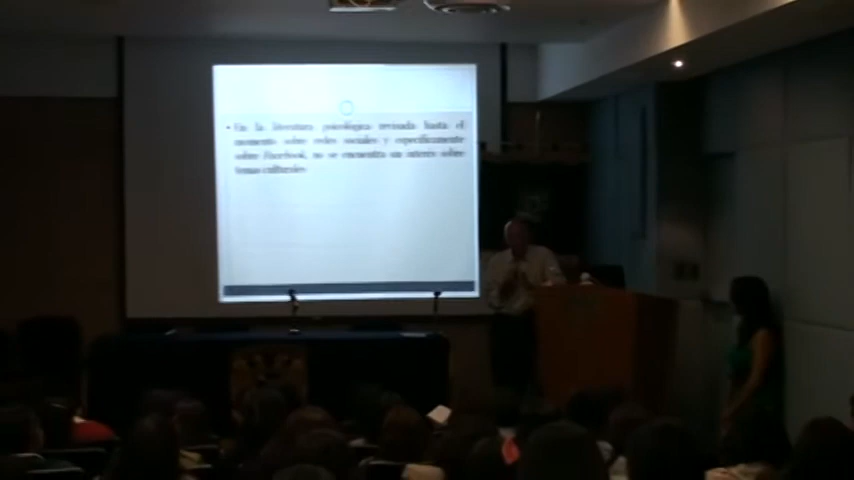 • En la literatura psicológica revisada hasta el
momento sobre redes sociales y específicamente
sobre Facebook, no se encuentra un interés sobre
temas culturales